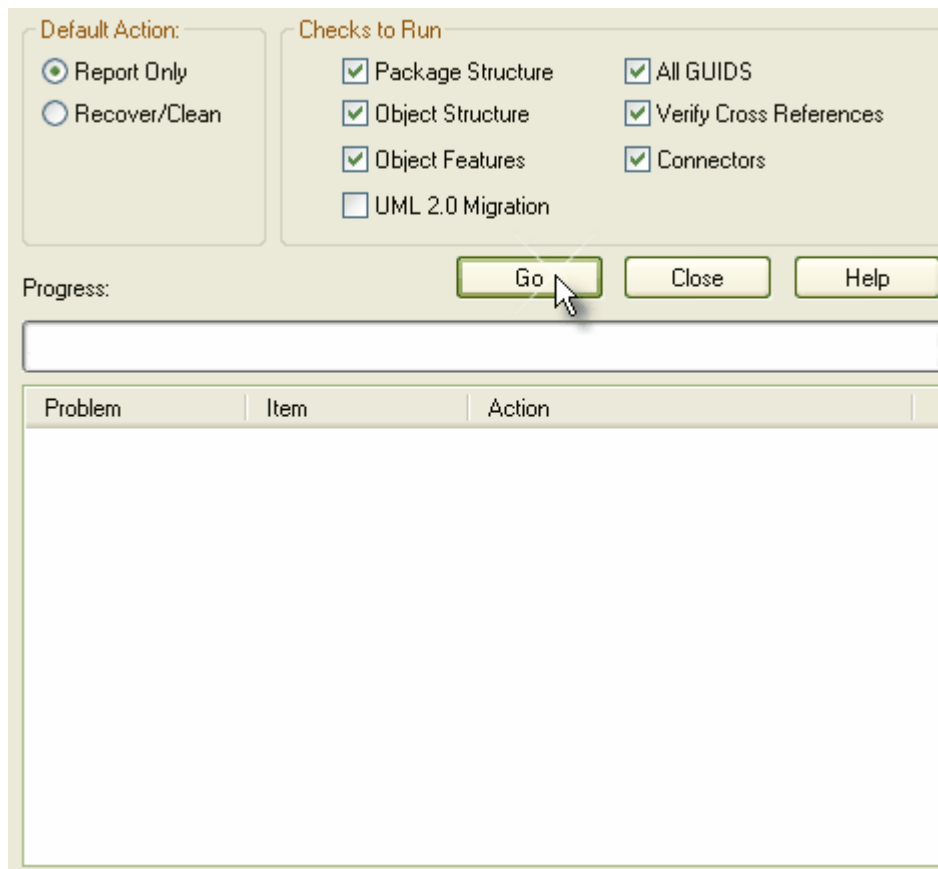 Default Action:
Checks to Run
Report Only
Recover/Clean
Package Structure
All GUIDS
Object Structure
Verify Cross References
Object Features
Connectors
UML 2.0 Migration
Progress:
Go
Close
Help
Problem
Item
Action